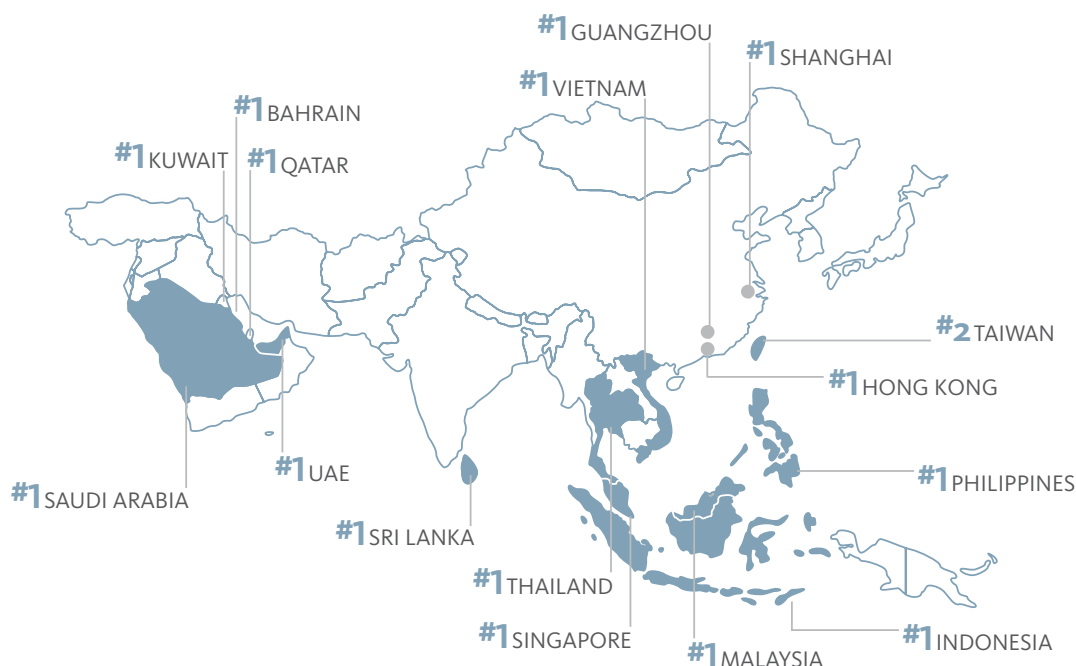 #1 GUANGZHOU
#1 SHANGHAI
#1 VIETNAM
#1 BAHRAIN
#1 KUWAIT
#1 QATAR
#2 TAIWAN
#1 HONG KONG
#1 UAE
#1 PHILIPPINES
#1 SAUDI ARABIA
#1 SRI LANKA
#1 THAILAND
#1 SINGAPORE
#1 INDONESIA
#1 MALAYSIA